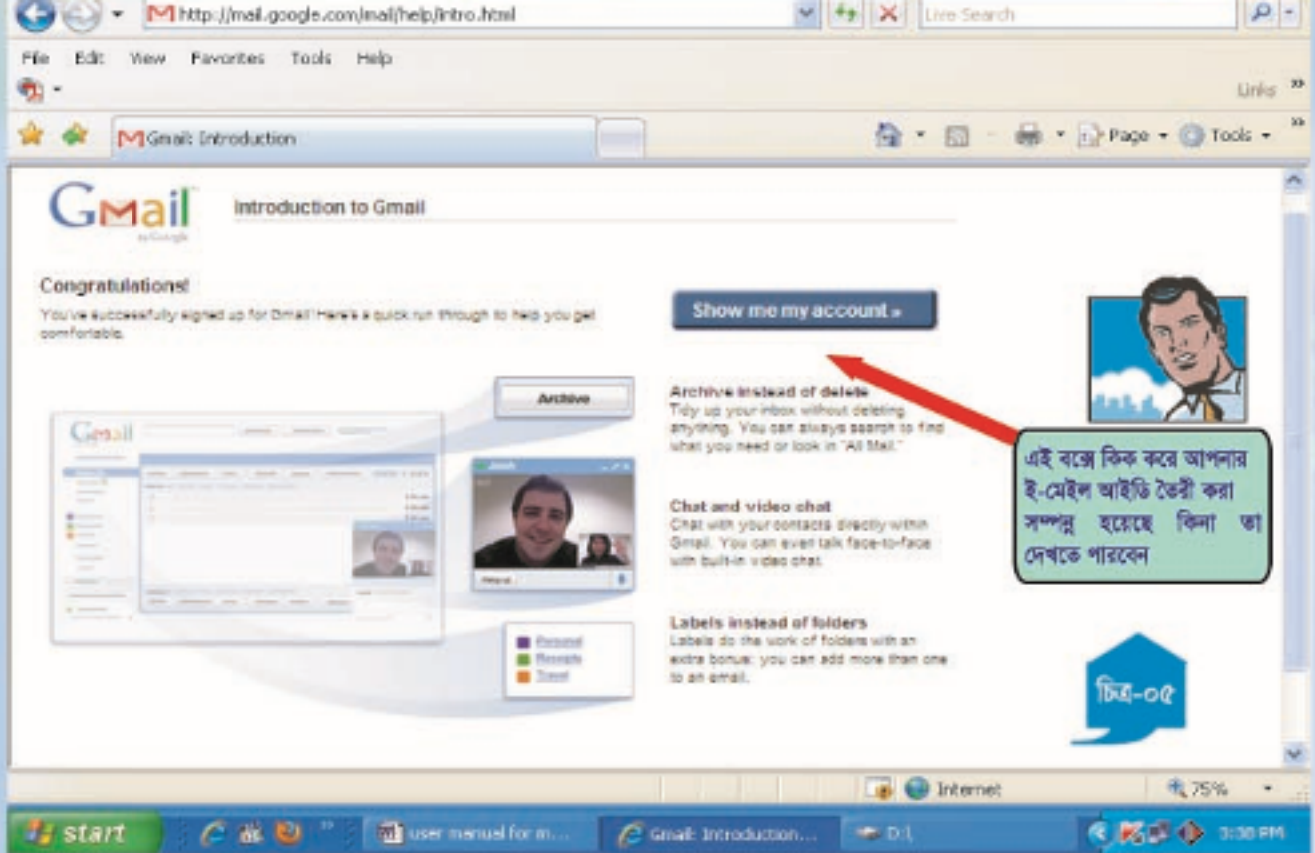 http://mail.google.com/mail/help/intro.html
Live Search
File Edit View Favorites Tools Help
Links
Gmail: Introduction
Page Tools
Gmail
by Google
Introduction to Gmail
Congratulations!
You've successfully signed up for Gmail! Here's a quick run through to help you get
comfortable.
Show me my account »
Archive
Gmail
Archive instead of delete
Tidy up your inbox without deleting
anything. You can always search to find
what you need or look in "All Mail."
Chat and video chat
Chat with your contacts directly within
Gmail. You can even talk face-to-face
with built-in video chat.
Labels instead of folders
Labels do the work of folders with an
extra bonus: you can add more than one
to an email.
Personal
Receipts
Travel
এই বক্সে কিক করে আপনার
ই-মেইল আইডি তৈরী করা
সম্পন্ন হয়েছে কিনা তা
দেখতে পারবেন
চিত্র-০৫
Internet
75%
start
user manual for m...
Gmail: Introduction...
D:\
3:30 PM